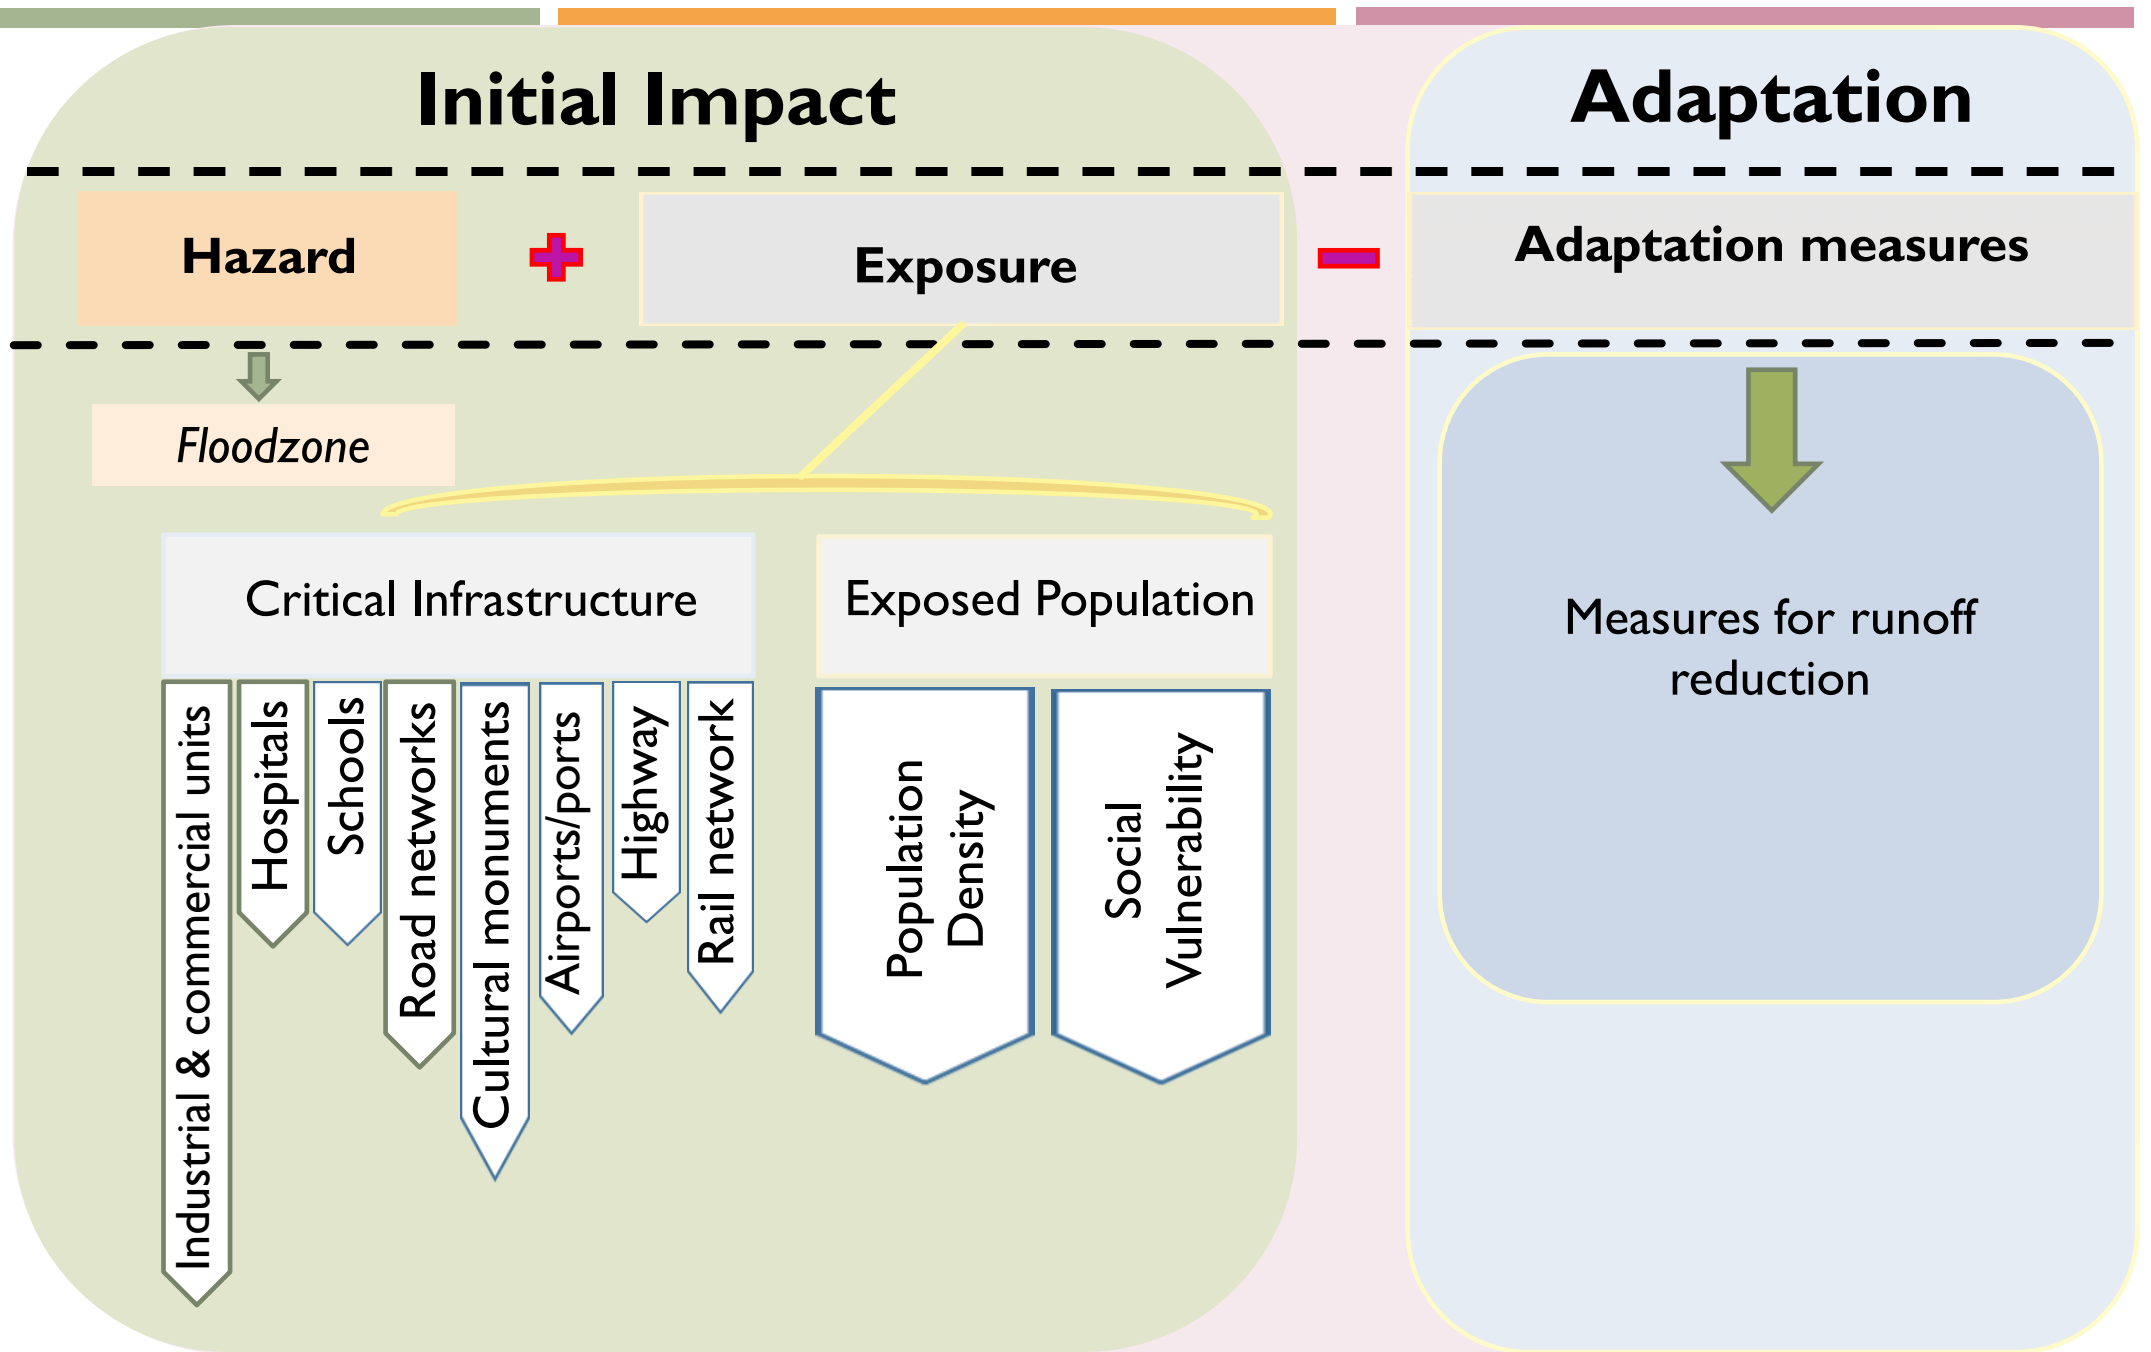 Initial Impact
Adaptation
Hazard
Exposure
Adaptation measures
Floodzone
Critical Infrastructure
Exposed Population
Measures for runoff
reduction
Industrial & commercial units
Hospitals
Schools
Road networks
Cultural monuments
Airports/ports
Highway
Rail network
Population
Density
Social
Vulnerability